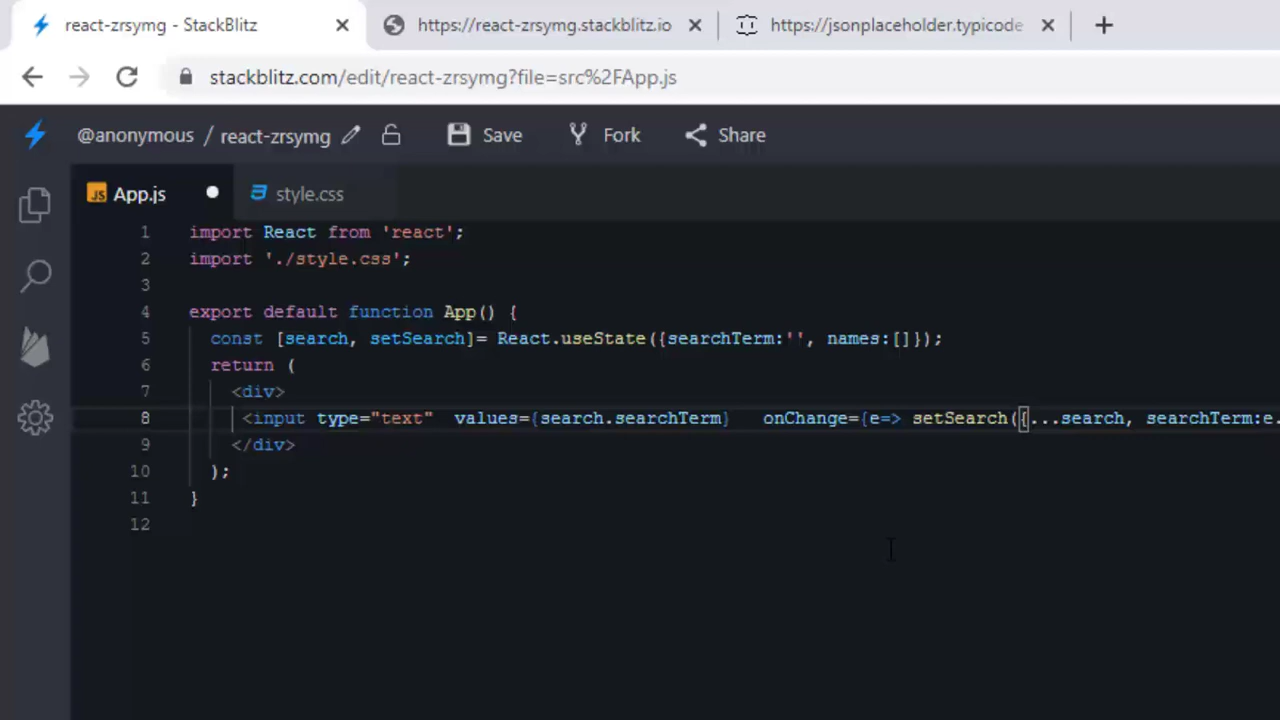 react-zrsymg - StackBlitz
https://react-zrsymg.stackblitz.io
https://jsonplaceholder.typicode
stackblitz.com/edit/react-zrsymg?file=src%2FApp.js
@anonymous / react-zrsymg Save Fork Share
JS App.js style.css
1 import React from 'react';
2 import './style.css';
3
4 export default function App() {
5 const [search, setSearch]= React.useState({searchTerm:'', names:[]});
6 return (
7 <div>
8 <input type="text" values={search.searchTerm} onChange={e=> setSearch({...search, searchTerm:e.
9 </div>
10 );
11 }
12